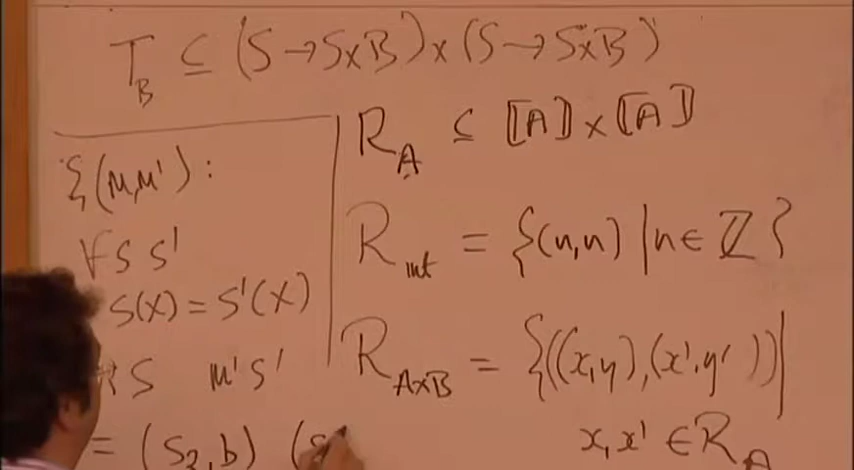 T_B ⊆ (S → S×B) × (S → S×B)
{(M,M') :
∀ S S'
S(X) = S'(X)
S M'S'
= (S₂,b) (S
R_A ⊆ ⟦A⟧ × ⟦A⟧
R_int = {(n,n) | n ∈ ℤ}
R_A×B = {((x,y),(x',y')) |
x,x' ∈ R_A